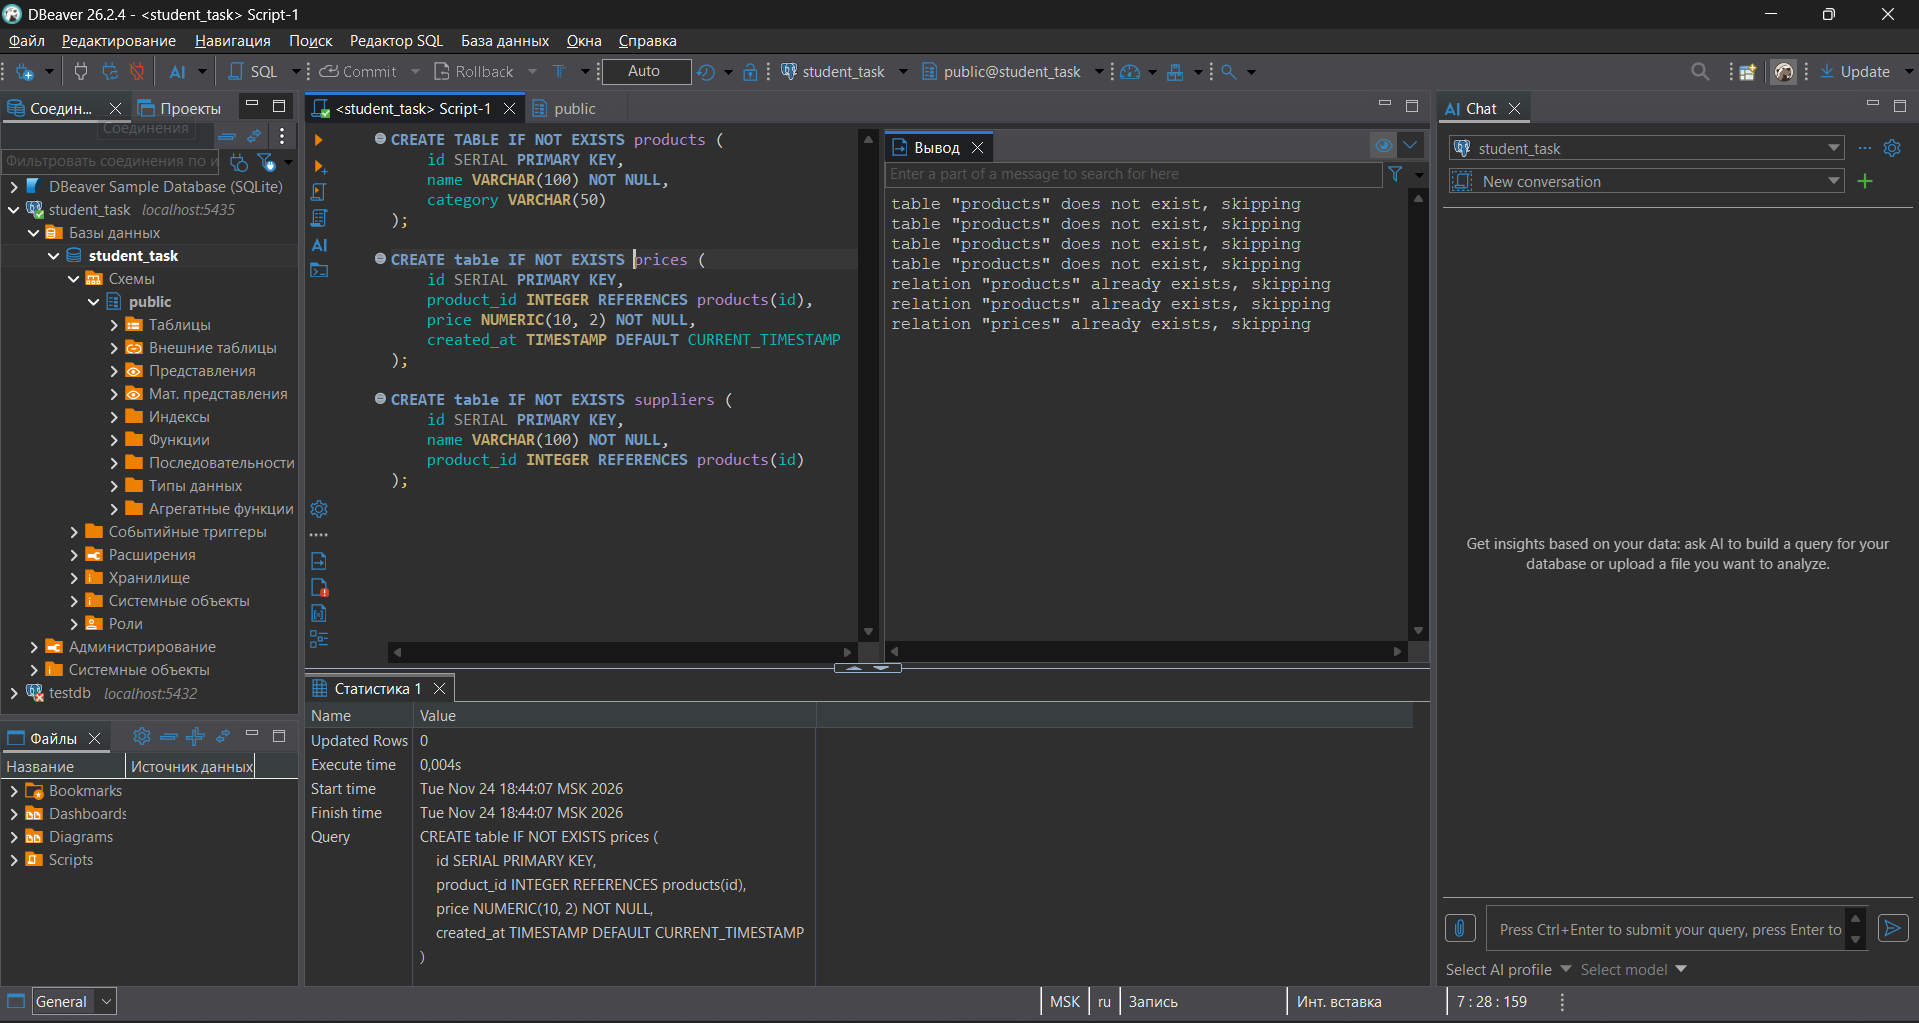 DBeaver 26.2.4 - <student_task> Script-1
Файл Редактирование Навигация Поиск Редактор SQL База данных Окна Справка
AI SQL Commit Rollback T Auto student_task public@student_task Update
Соедин... Проекты
Соединения
Фильтровать соединения по и
DBeaver Sample Database (SQLite)
student_task localhost:5435
Базы данных
student_task
Схемы
public
Таблицы
Внешние таблицы
Представления
Мат. представления
Индексы
Функции
Последовательности
Типы данных
Агрегатные функции
Событийные триггеры
Расширения
Хранилище
Системные объекты
Роли
Администрирование
Системные объекты
testdb localhost:5432
Файлы
Название Источник данных
Bookmarks
Dashboards
Diagrams
Scripts
General
<student_task> Script-1 public
AI
CREATE TABLE IF NOT EXISTS products (
id SERIAL PRIMARY KEY,
name VARCHAR(100) NOT NULL,
category VARCHAR(50)
);
CREATE table IF NOT EXISTS prices (
id SERIAL PRIMARY KEY,
product_id INTEGER REFERENCES products(id),
price NUMERIC(10, 2) NOT NULL,
created_at TIMESTAMP DEFAULT CURRENT_TIMESTAMP
);
CREATE table IF NOT EXISTS suppliers (
id SERIAL PRIMARY KEY,
name VARCHAR(100) NOT NULL,
product_id INTEGER REFERENCES products(id)
);
Вывод
Enter a part of a message to search for here
table "products" does not exist, skipping
table "products" does not exist, skipping
table "products" does not exist, skipping
table "products" does not exist, skipping
relation "products" already exists, skipping
relation "products" already exists, skipping
relation "prices" already exists, skipping
Статистика 1
Name Value
Updated Rows 0
Execute time 0,004s
Start time Tue Nov 24 18:44:07 MSK 2026
Finish time Tue Nov 24 18:44:07 MSK 2026
Query CREATE table IF NOT EXISTS prices (
id SERIAL PRIMARY KEY,
product_id INTEGER REFERENCES products(id),
price NUMERIC(10, 2) NOT NULL,
created_at TIMESTAMP DEFAULT CURRENT_TIMESTAMP
)
AI Chat
student_task
New conversation
Get insights based on your data: ask AI to build a query for your
database or upload a file you want to analyze.
Press Ctrl+Enter to submit your query, press Enter to
Select AI profile Select model
MSK ru Запись Инт. вставка 7 : 28 : 159